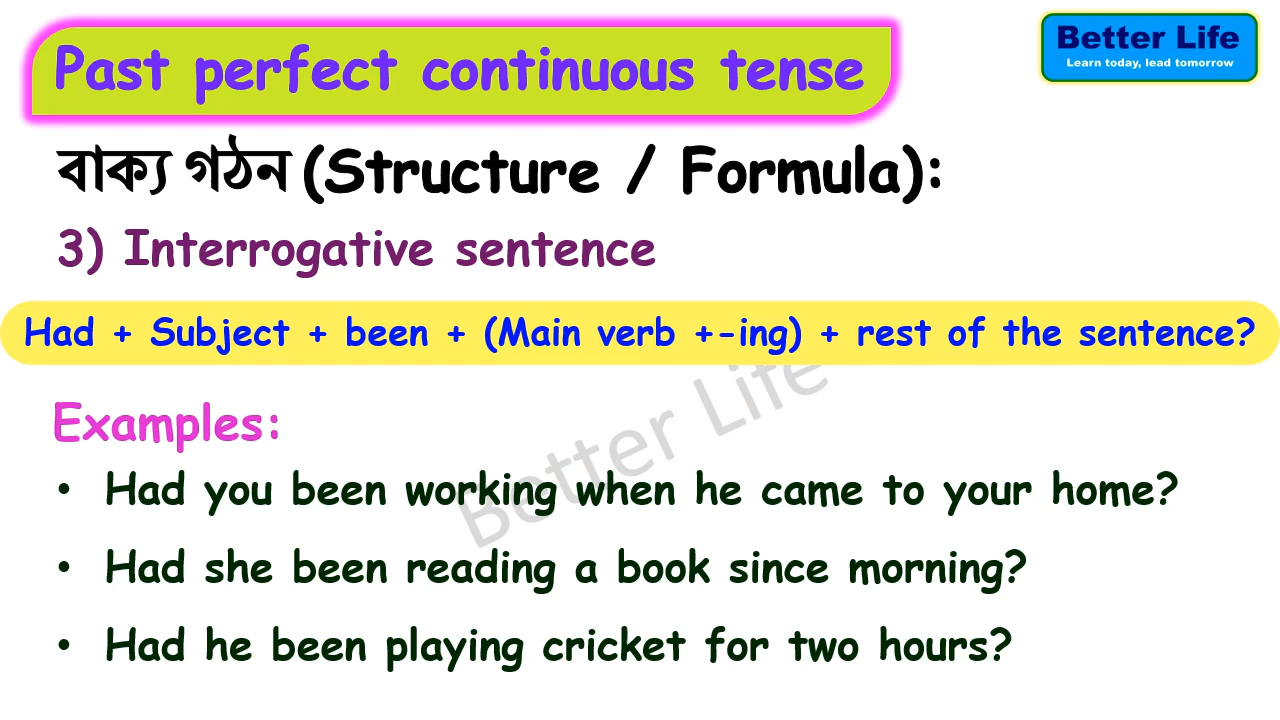 Past perfect continuous tense
Better Life
Learn today, lead tomorrow
বাক্য গঠন (Structure / Formula):
3) Interrogative sentence
Had + Subject + been + (Main verb +-ing) + rest of the sentence?
Better Life
Examples:
• Had you been working when he came to your home?
• Had she been reading a book since morning?
• Had he been playing cricket for two hours?